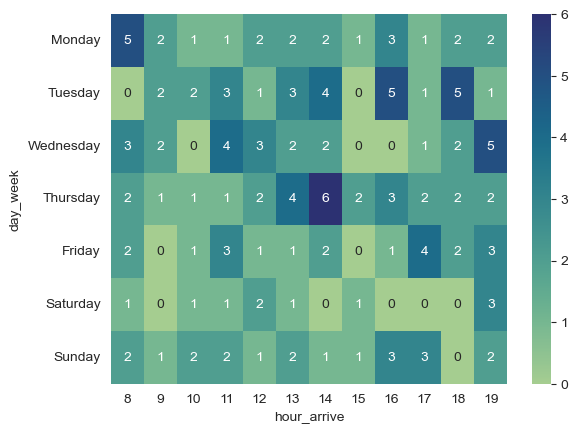 6
Monday 5 2 1 1 2 2 2 1 3 1 2 2
Tuesday 0 2 2 3 1 3 4 0 5 1 5 1
5
Wednesday 3 2 0 4 3 2 2 0 0 1 2 5
4
day_week
Thursday 2 1 1 1 2 4 6 2 3 2 2 2
3
Friday 2 0 1 3 1 1 2 0 1 4 2 3
2
Saturday 1 0 1 1 2 1 0 1 0 0 0 3
1
Sunday 2 1 2 2 1 2 1 1 3 3 0 2
0
8 9 10 11 12 13 14 15 16 17 18 19
hour_arrive